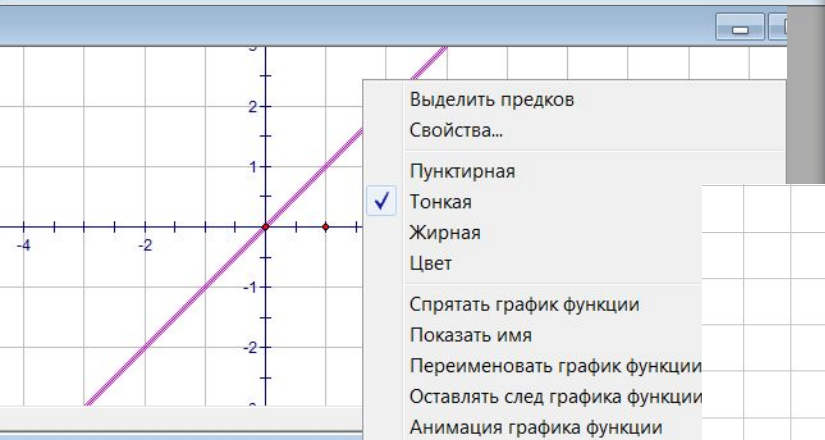 3
2
1
-4
-2
-1
-2
Выделить предков
Свойства...
Пунктирная
Тонкая
Жирная
Цвет
Спрятать график функции
Показать имя
Переименовать график функции
Оставлять след графика функции
Анимация графика функции